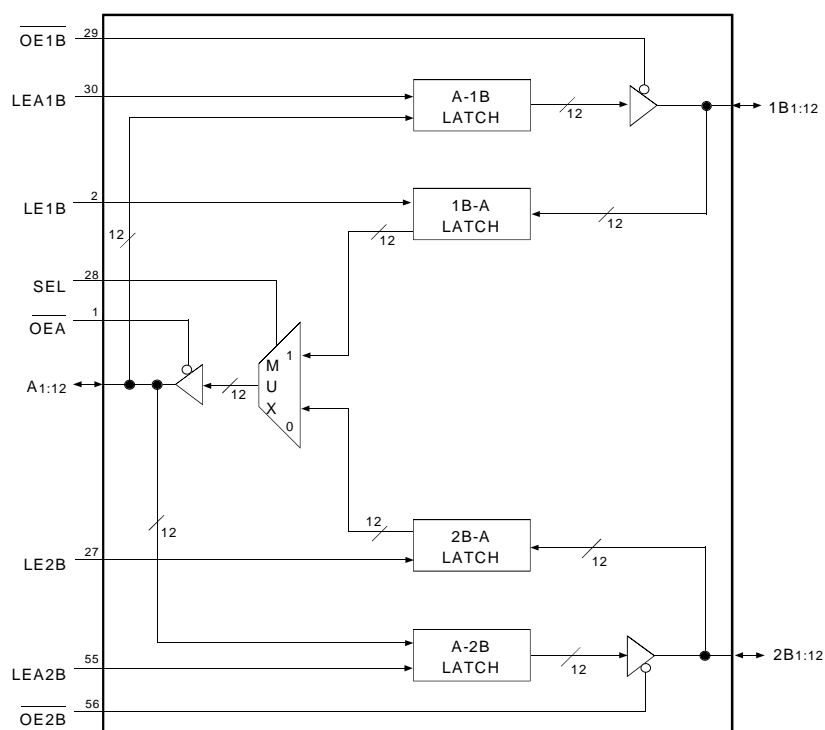 OE1B 29
LEA1B 30
A-1B
LATCH
12
1B1:12
LE1B 2
1B-A
LATCH
12
12
12
SEL 28
OEA 1
1
M
U
X
0
12
A1:12
12
12
2B-A
LATCH
12
LE2B 27
A-2B
LATCH
12
2B1:12
LEA2B 55
OE2B 56